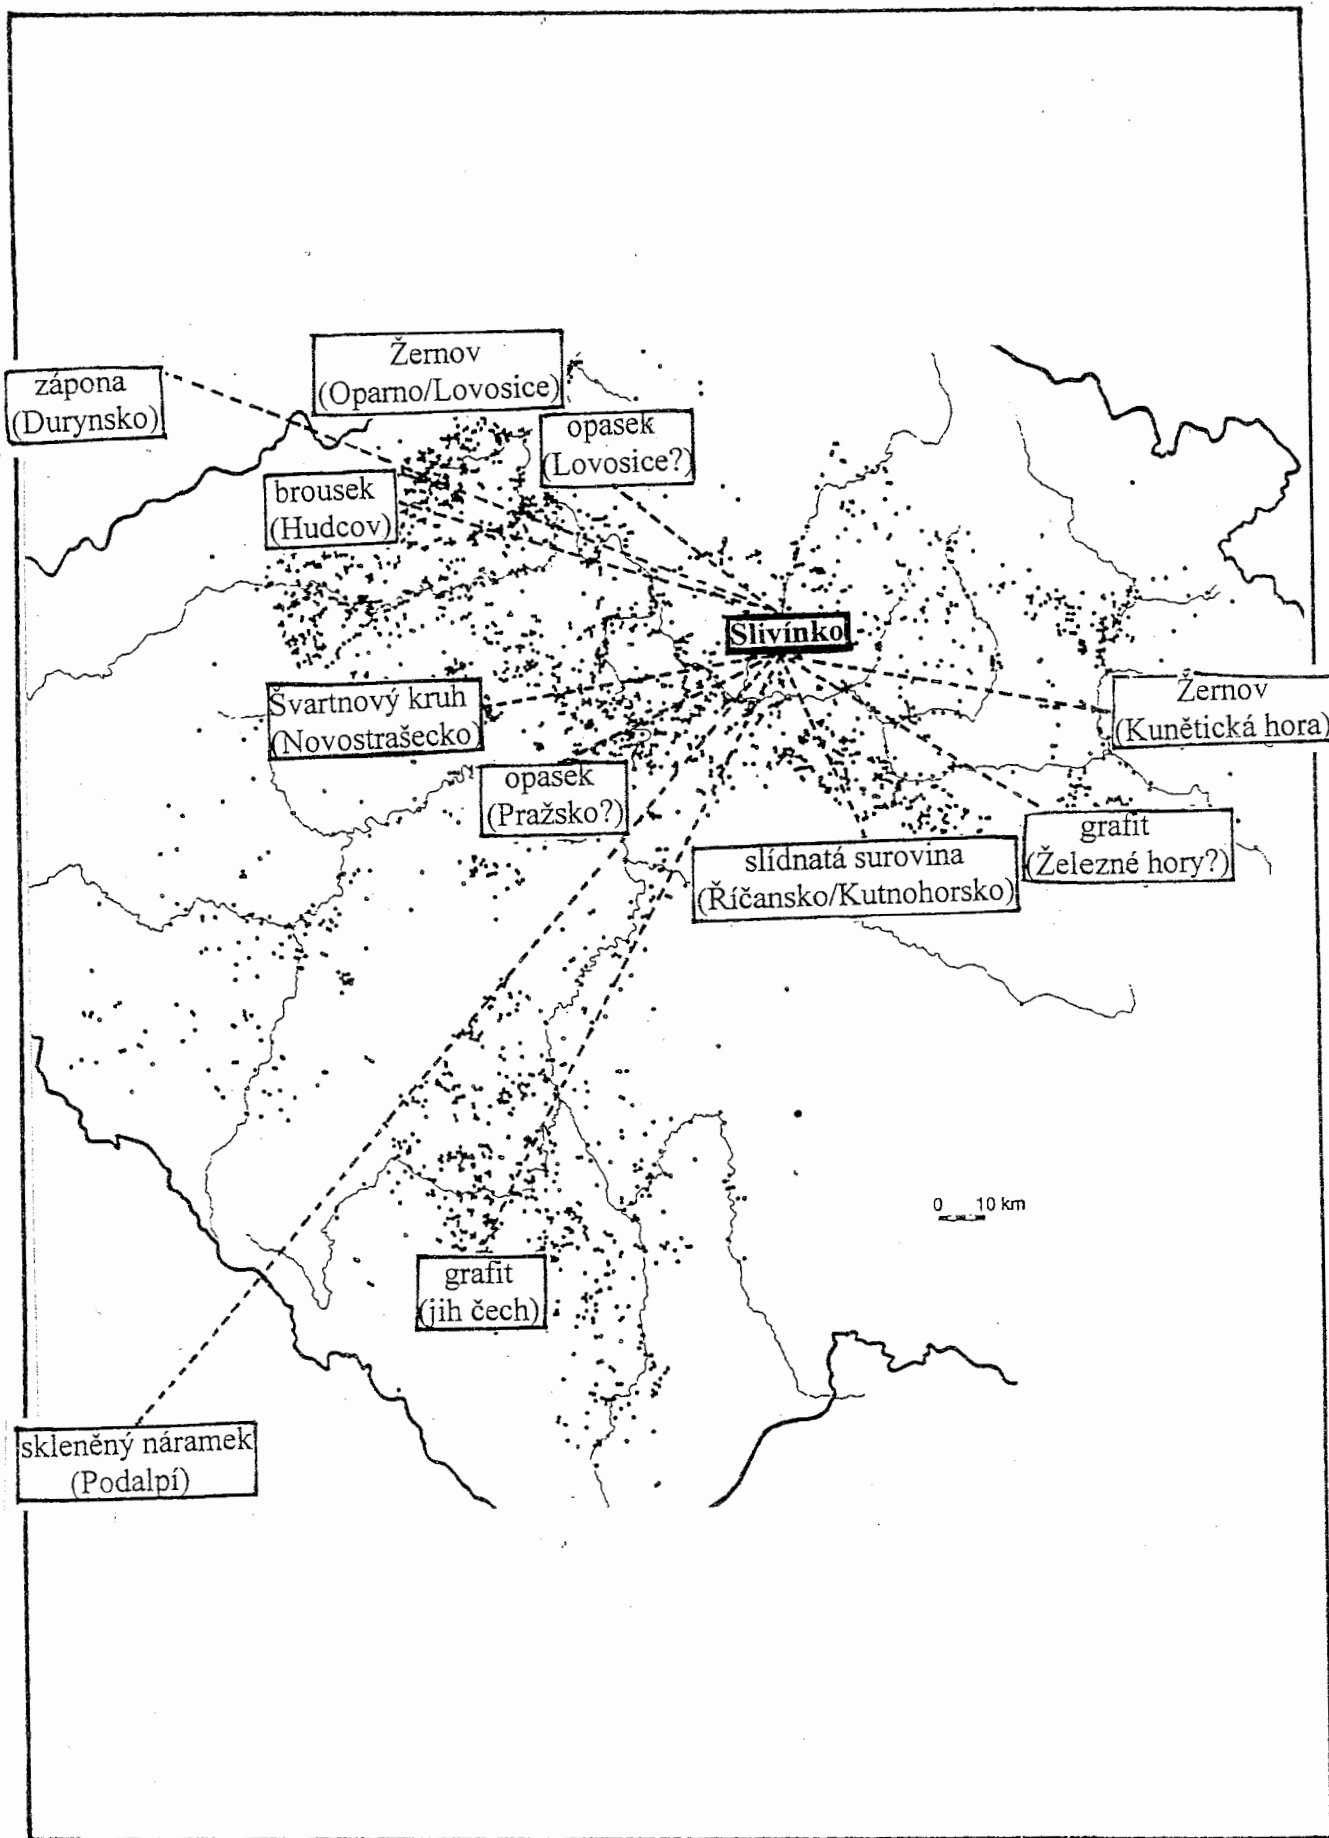 Žernov
(Oparno/Lovosice)
zápona
(Durynsko)
opasek
(Lovosice?)
brousek
(Hudcov)
Slivínko
Švartnový kruh
(Novostrašecko)
Žernov
(Kunětická hora)
opasek
(Pražsko?)
grafit
(Železné hory?)
slídnatá surovina
(Říčansko/Kutnohorsko)
0 10 km
grafit
(jih čech)
skleněný náramek
(Podalpí)